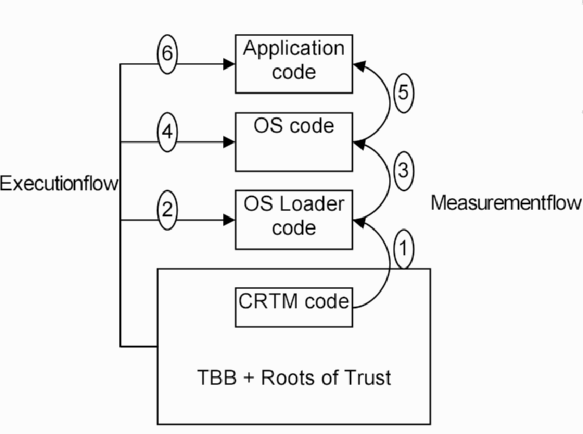 6
Application
code
5
4
OS code
3
Executionflow
2
OS Loader
code
Measurementflow
1
CRTM code
TBB + Roots of Trust